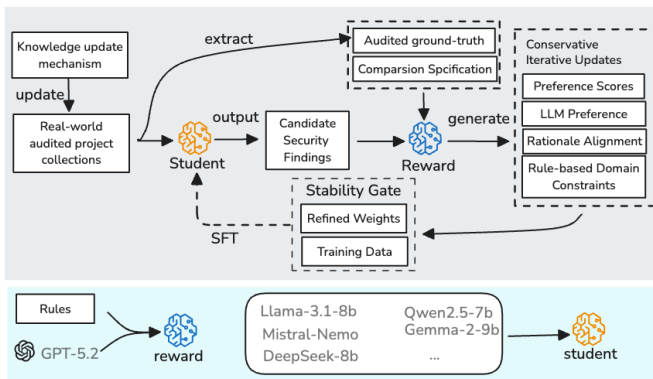 Knowledge update
mechanism
update
Real-world
audited project
collections
extract
Student
output
Candidate
Security
Findings
Audited ground-truth
Comparsion Spcification
Reward
generate
Conservative
Iterative Updates
Preference Scores
LLM Preference
Rationale Alignment
Rule-based Domain
Constraints
Stability Gate
Refined Weights
Training Data
SFT
Rules
GPT-5.2
reward
Llama-3.1-8b
Mistral-Nemo
DeepSeek-8b
Qwen2.5-7b
Gemma-2-9b
...
student